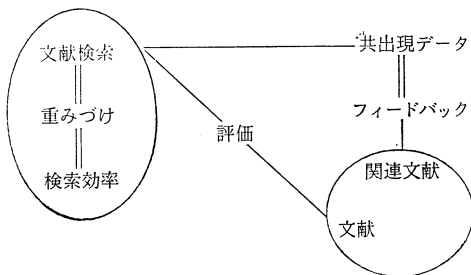 文献検索
共出現データ
重みづけ
フィードバック
評価
検索効率
関連文献
文献